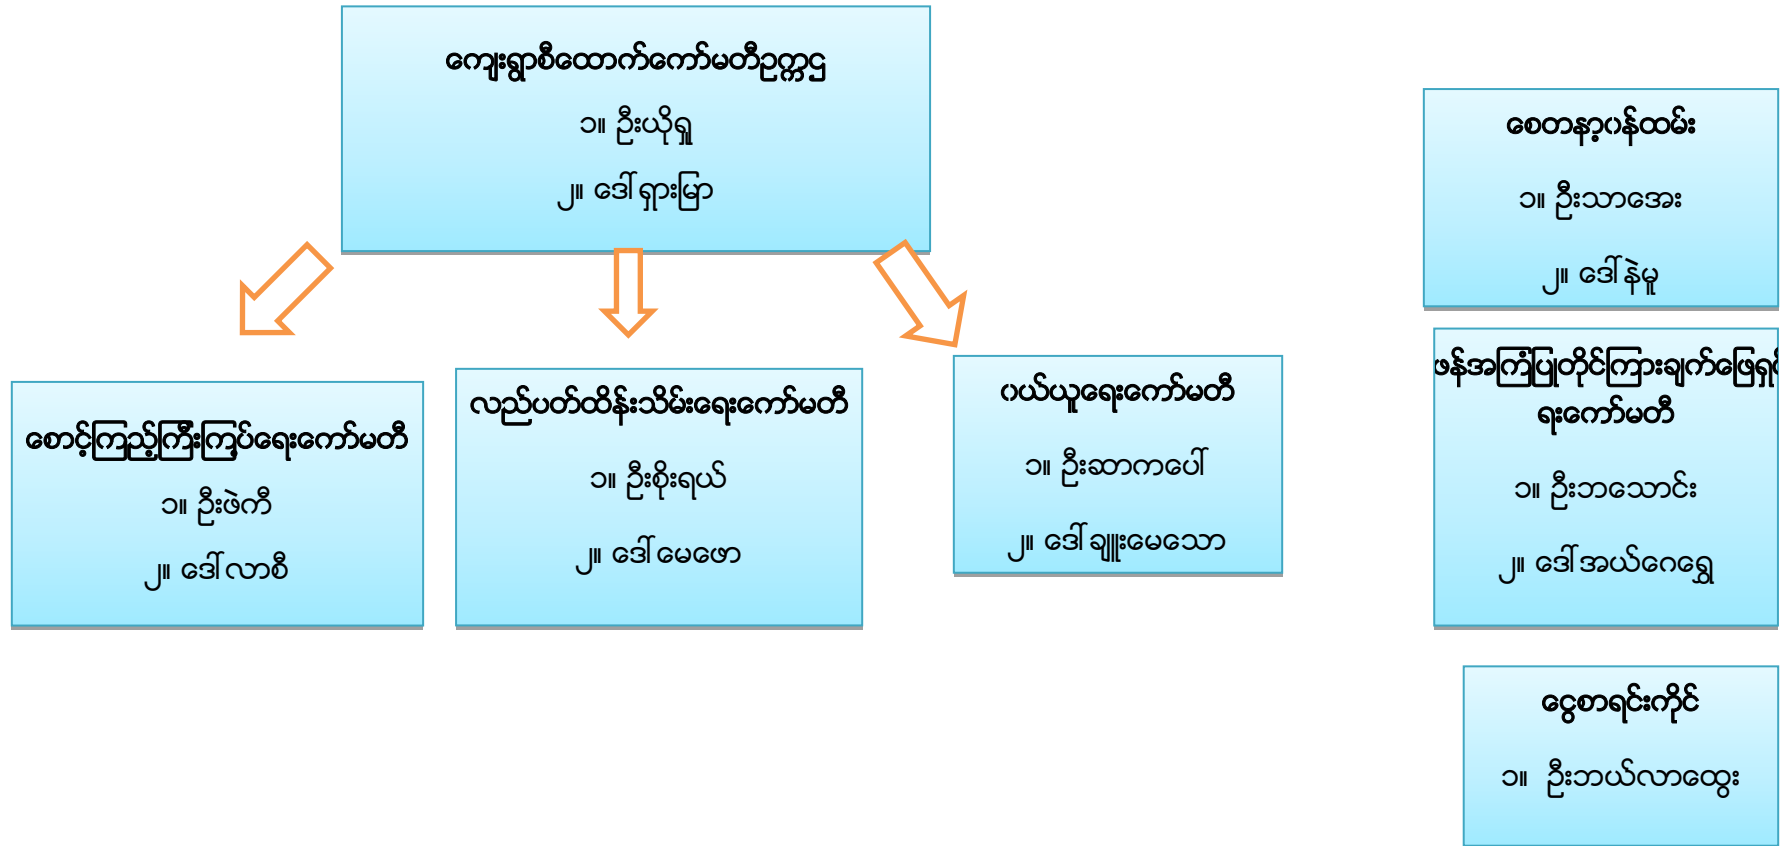 ကျေးရွာစီထောက်ကော်မတီဥက္ကဌ
၁။ ဦးယိုရှု
၂။ ဒေါ်ရှားမြာ
စောင့်ကြည့်ကြီးကြပ်ရေးကော်မတီ
၁။ ဦးဖဲကီ
၂။ ဒေါ်လာစီ
လည်ပတ်ထိန်းသိမ်းရေးကော်မတီ
၁။ ဦးစိုးရယ်
၂။ ဒေါ်မေဖော
ဝယ်ယူရေးကော်မတီ
၁။ ဦးဆာကပေါ်
၂။ ဒေါ်ချူးမေသော
စေတနာ့ဝန်ထမ်း
၁။ ဦးသာအေး
၂။ ဒေါ်နဲမူ
ဖန်အကြံပြုတိုင်ကြားချက်ဖြေရှ
ရးကော်မတီ
၁။ ဦးဘသောင်း
၂။ ဒေါ်အယ်ဂေရွှေ
ငွေစာရင်းကိုင်
၁။ ဦးဘယ်လာထွေး